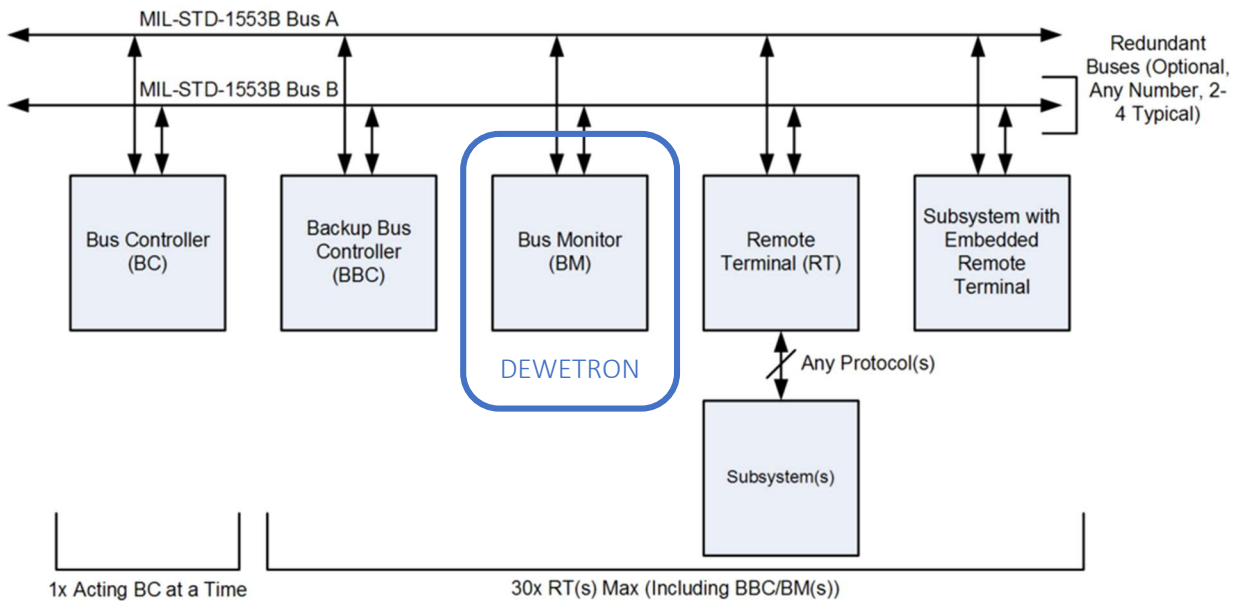 MIL-STD-1553B Bus A
Redundant
Buses (Optional,
Any Number, 2-
4 Typical)
MIL-STD-1553B Bus B
Bus Controller
(BC)
Backup Bus
Controller
(BBC)
Bus Monitor
(BM)
Remote
Terminal (RT)
Subsystem with
Embedded
Remote
Terminal
DEWETRON
Any Protocol(s)
Subsystem(s)
1x Acting BC at a Time
30x RT(s) Max (Including BBC/BM(s))